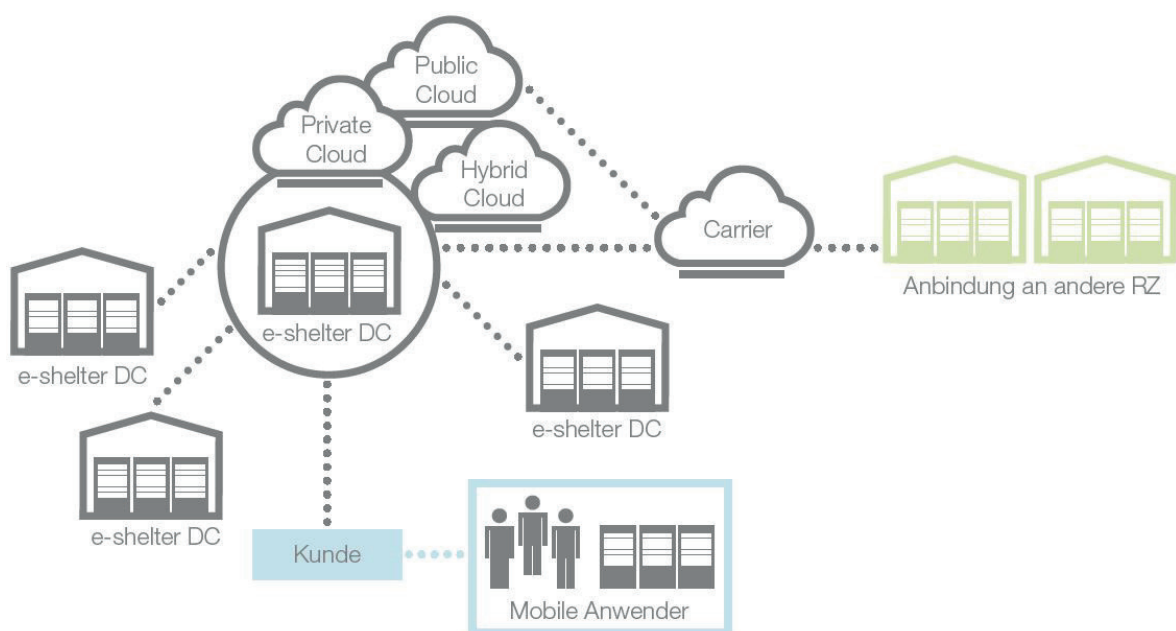 Public
Cloud
Private
Cloud
Hybrid
Cloud
Carrier
Anbindung an andere RZ
e-shelter DC
e-shelter DC
e-shelter DC
e-shelter DC
Kunde
Mobile Anwender